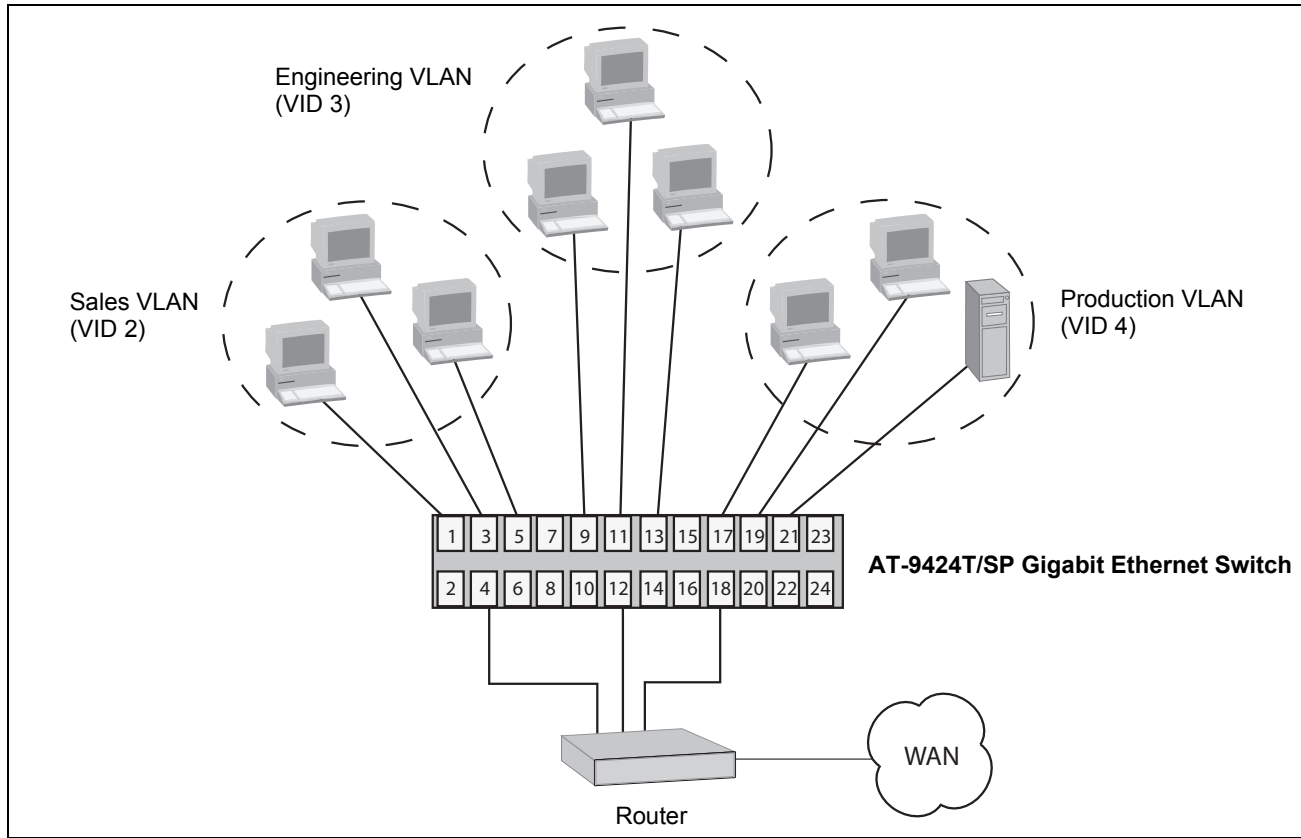 Engineering VLAN
(VID 3)
Sales VLAN
(VID 2)
Production VLAN
(VID 4)
1 3 5 7 9 11 13 15 17 19 21 23
AT-9424T/SP Gigabit Ethernet Switch
2 4 6 8 10 12 14 16 18 20 22 24
WAN
Router